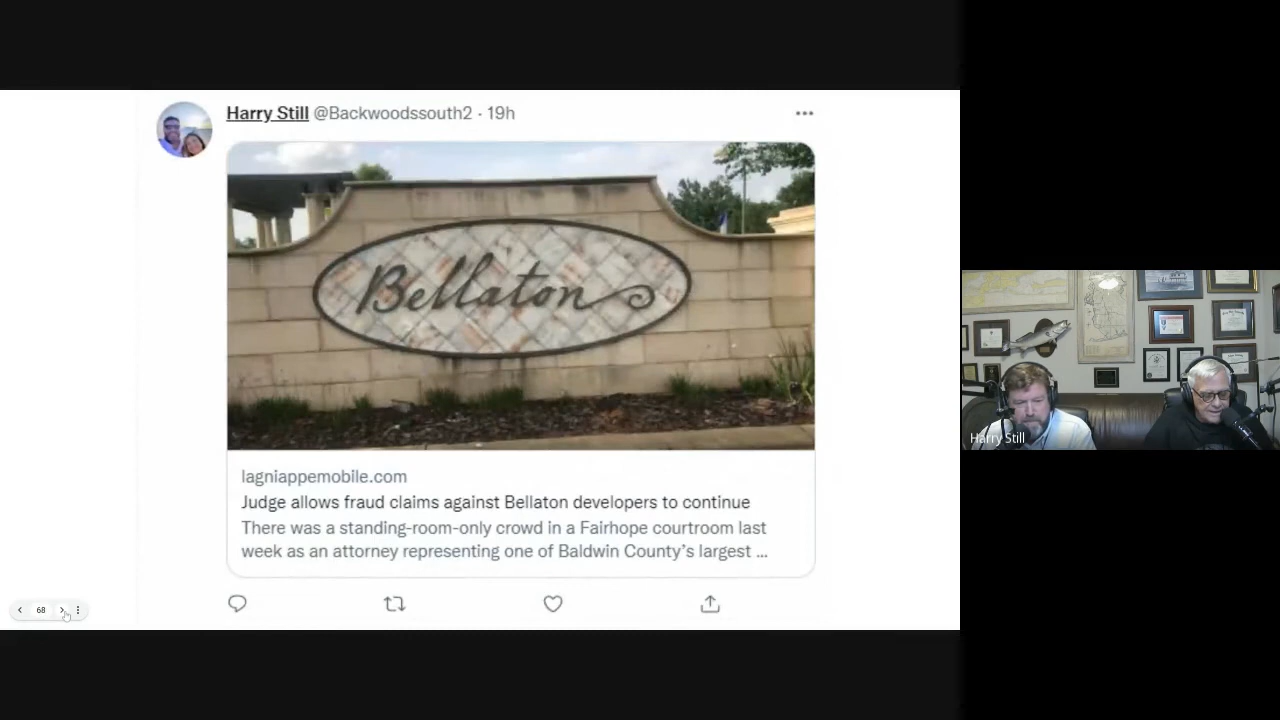 Harry Still @Backwoodssouth2 · 19h
Bellaton
lagniappemobile.com
Judge allows fraud claims against Bellaton developers to continue
There was a standing-room-only crowd in a Fairhope courtroom last
week as an attorney representing one of Baldwin County’s largest ...
68
Harry Still